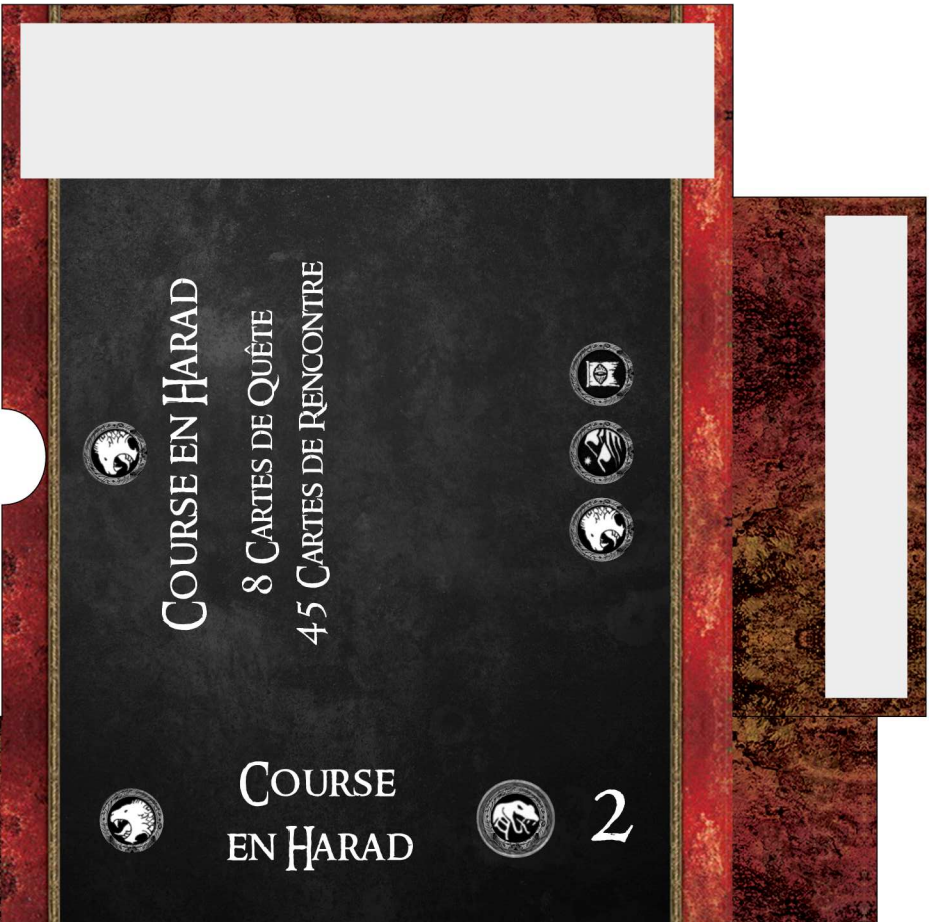 Course en Harad
8 Cartes de Quête
45 Cartes de Rencontre
Course
en Harad
2